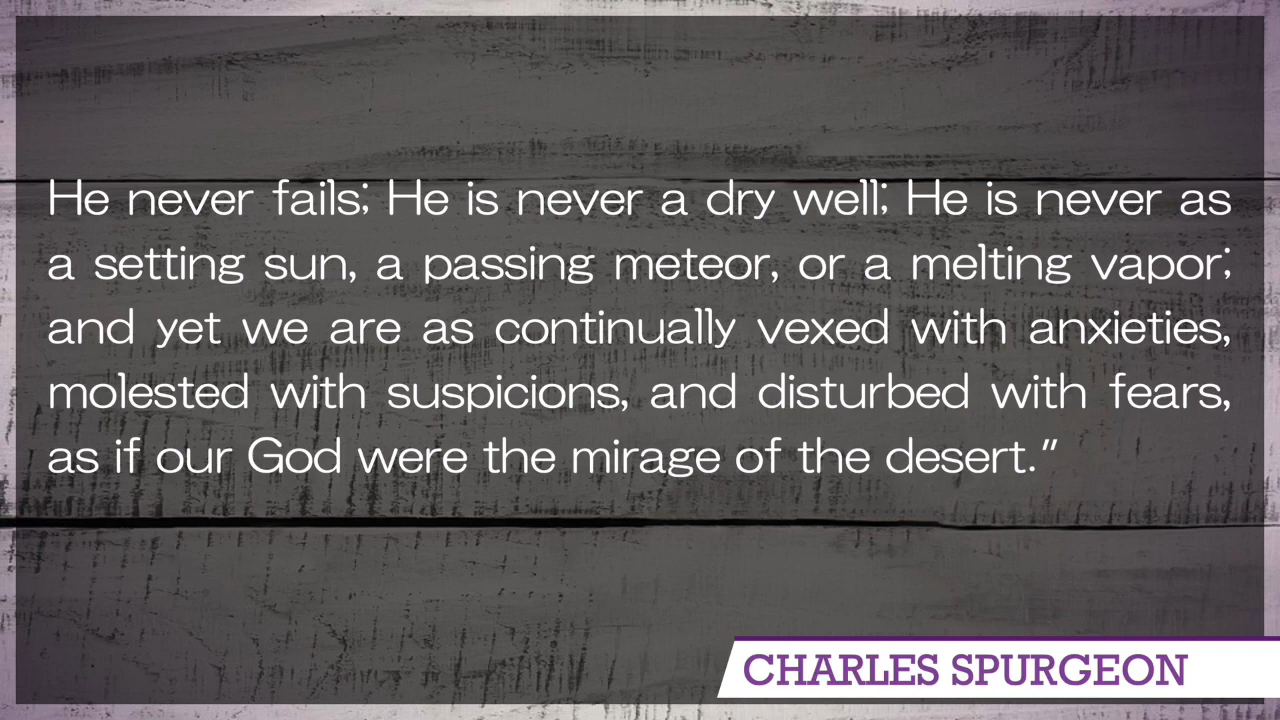 He never fails; He is never a dry well; He is never as
a setting sun, a passing meteor, or a melting vapor;
and yet we are as continually vexed with anxieties,
molested with suspicions, and disturbed with fears,
as if our God were the mirage of the desert.”
CHARLES SPURGEON